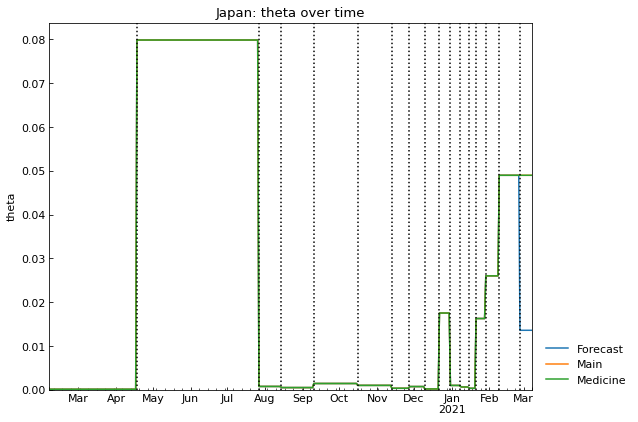 Japan: theta over time
theta
0.08
0.07
0.06
0.05
0.04
0.03
0.02
0.01
0.00
Mar Apr May Jun Jul Aug Sep Oct Nov Dec Jan Feb Mar
2021
Forecast
Main
Medicine